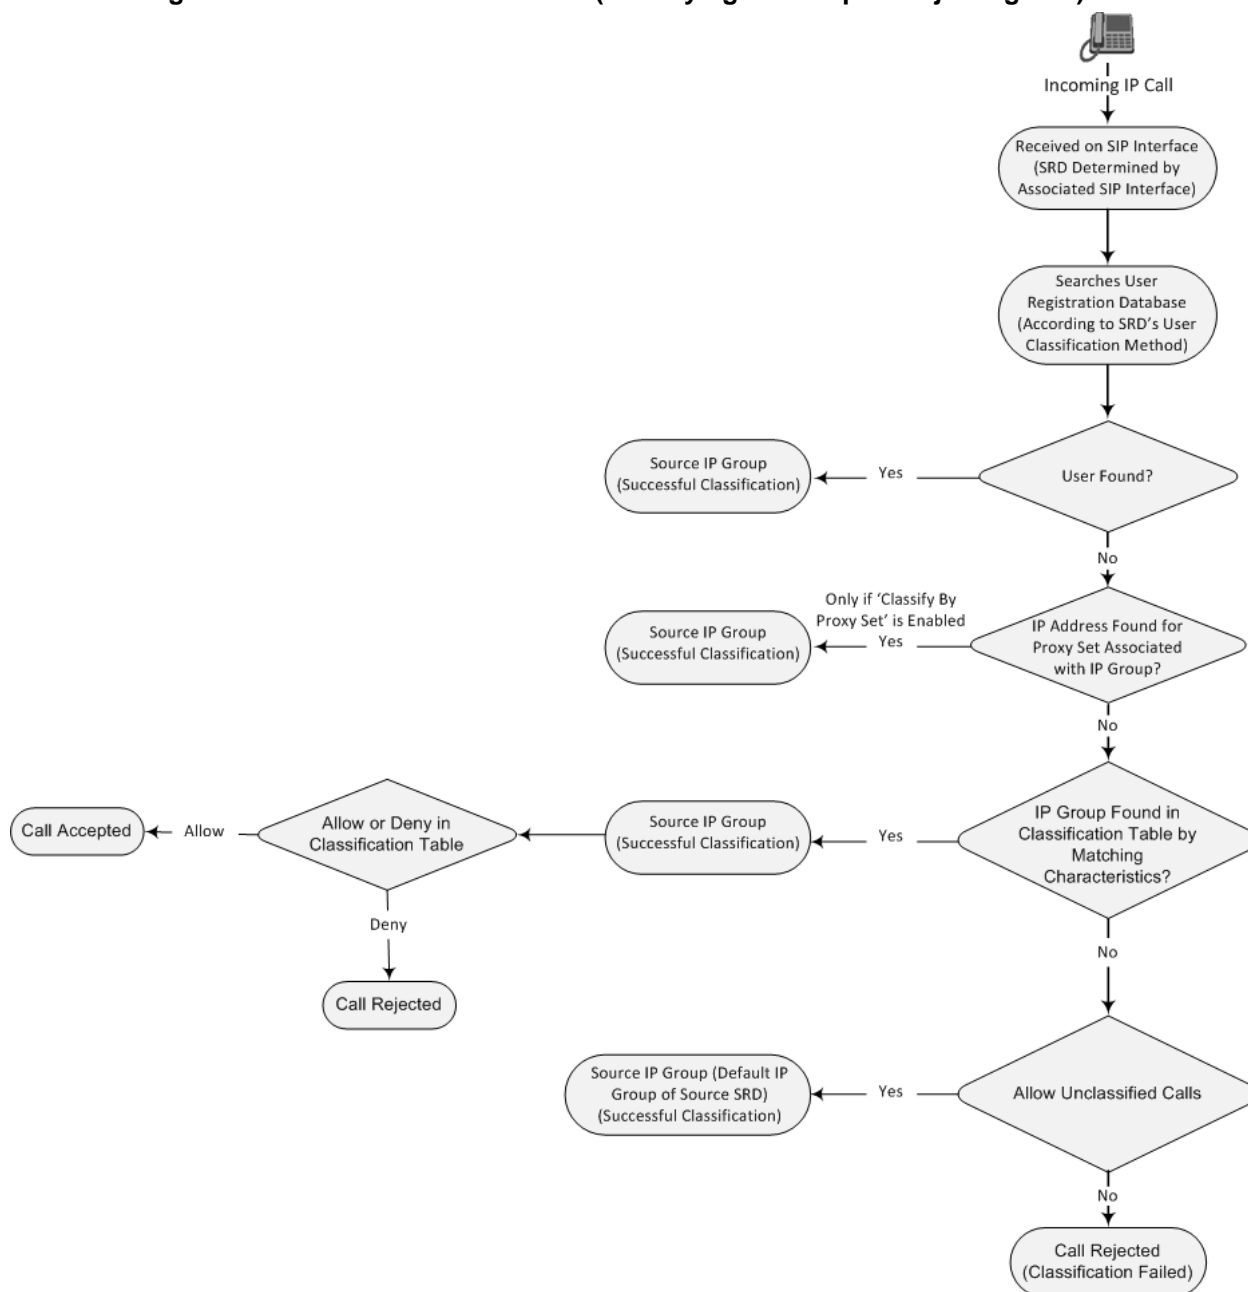 Incoming IP Call
Received on SIP Interface
(SRD Determined by
Associated SIP Interface)
Searches User
Registration Database
(According to SRD's User
Classification Method)
User Found?
Yes
Source IP Group
(Successful Classification)
No
IP Address Found for
Proxy Set Associated
with IP Group?
Only if ‘Classify By
Proxy Set’ is Enabled
Yes
Source IP Group
(Successful Classification)
No
IP Group Found in
Classification Table by
Matching
Characteristics?
Yes
Source IP Group
(Successful Classification)
Allow or Deny in
Classification Table
Allow
Call Accepted
Deny
Call Rejected
No
Allow Unclassified Calls
Yes
Source IP Group (Default IP
Group of Source SRD)
(Successful Classification)
No
Call Rejected
(Classification Failed)